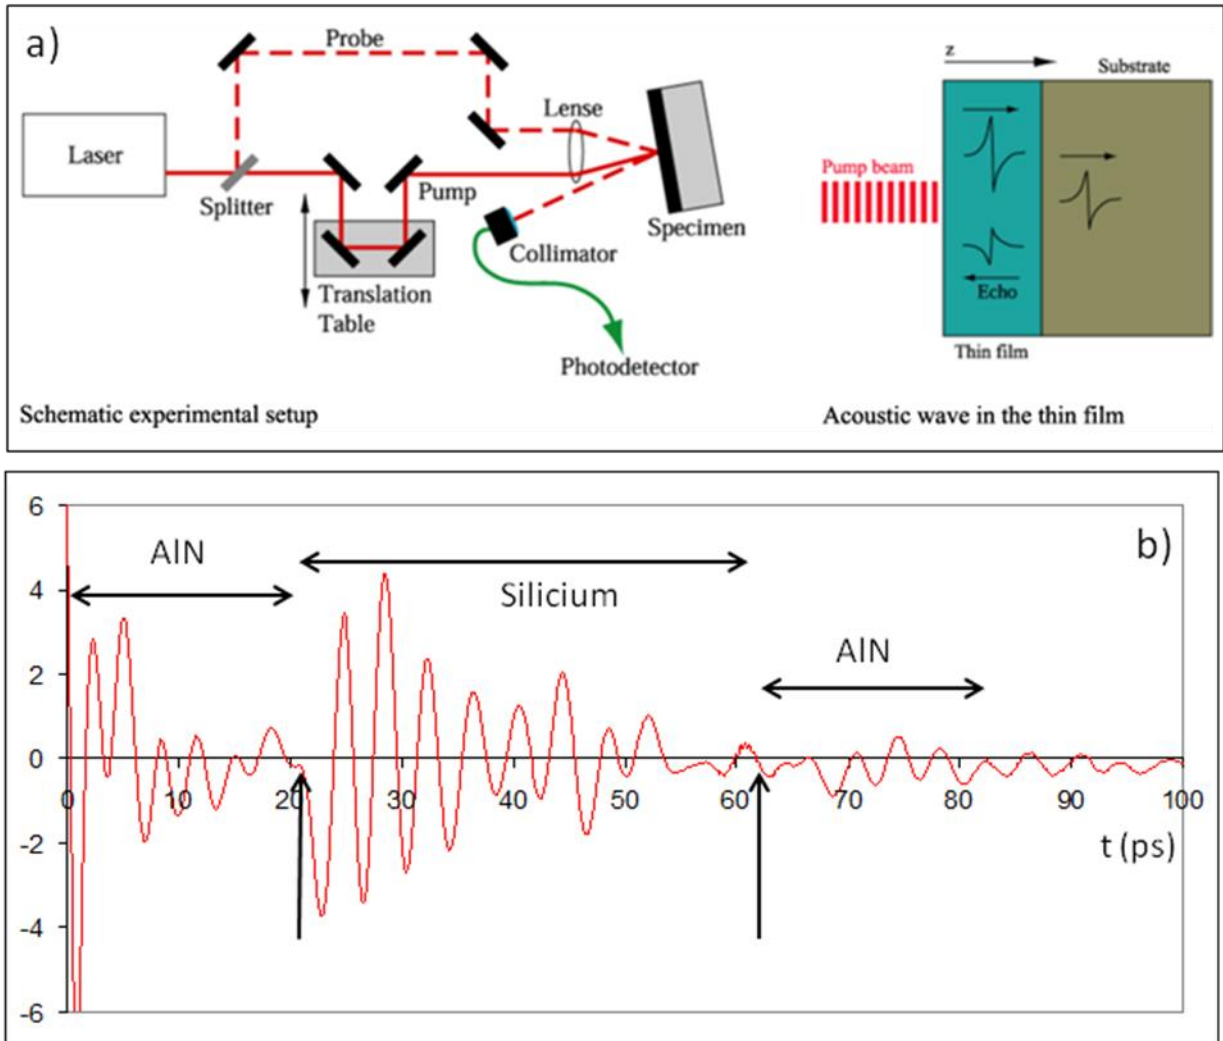 a)
Probe
Lense
Laser
Splitter
Pump
Specimen
Collimator
Translation
Table
Photodetector
Schematic experimental setup
z
Substrate
Pump beam
Echo
Thin film
Acoustic wave in the thin film
b)
AlN
Silicium
AlN
6
4
2
0
-2
-4
-6
0 10 20 30 40 50 60 70 80 90 100
t (ps)